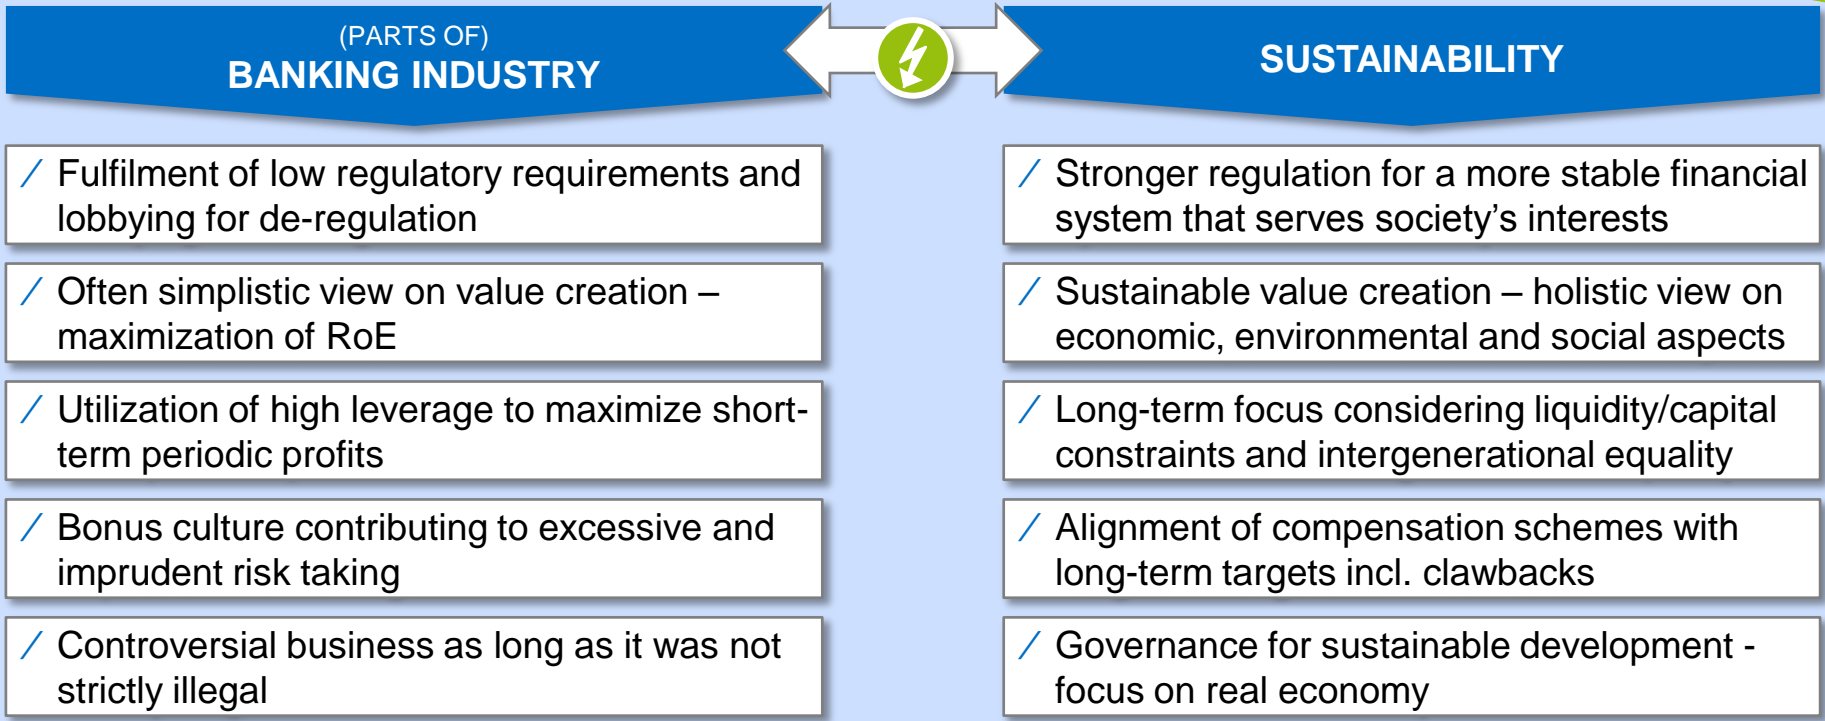 (PARTS OF)
BANKING INDUSTRY
SUSTAINABILITY
/ Fulfilment of low regulatory requirements and
lobbying for de-regulation
/ Stronger regulation for a more stable financial
system that serves society’s interests
/ Often simplistic view on value creation –
maximization of RoE
/ Sustainable value creation – holistic view on
economic, environmental and social aspects
/ Utilization of high leverage to maximize short-
term periodic profits
/ Long-term focus considering liquidity/capital
constraints and intergenerational equality
/ Bonus culture contributing to excessive and
imprudent risk taking
/ Alignment of compensation schemes with
long-term targets incl. clawbacks
/ Controversial business as long as it was not
strictly illegal
/ Governance for sustainable development -
focus on real economy